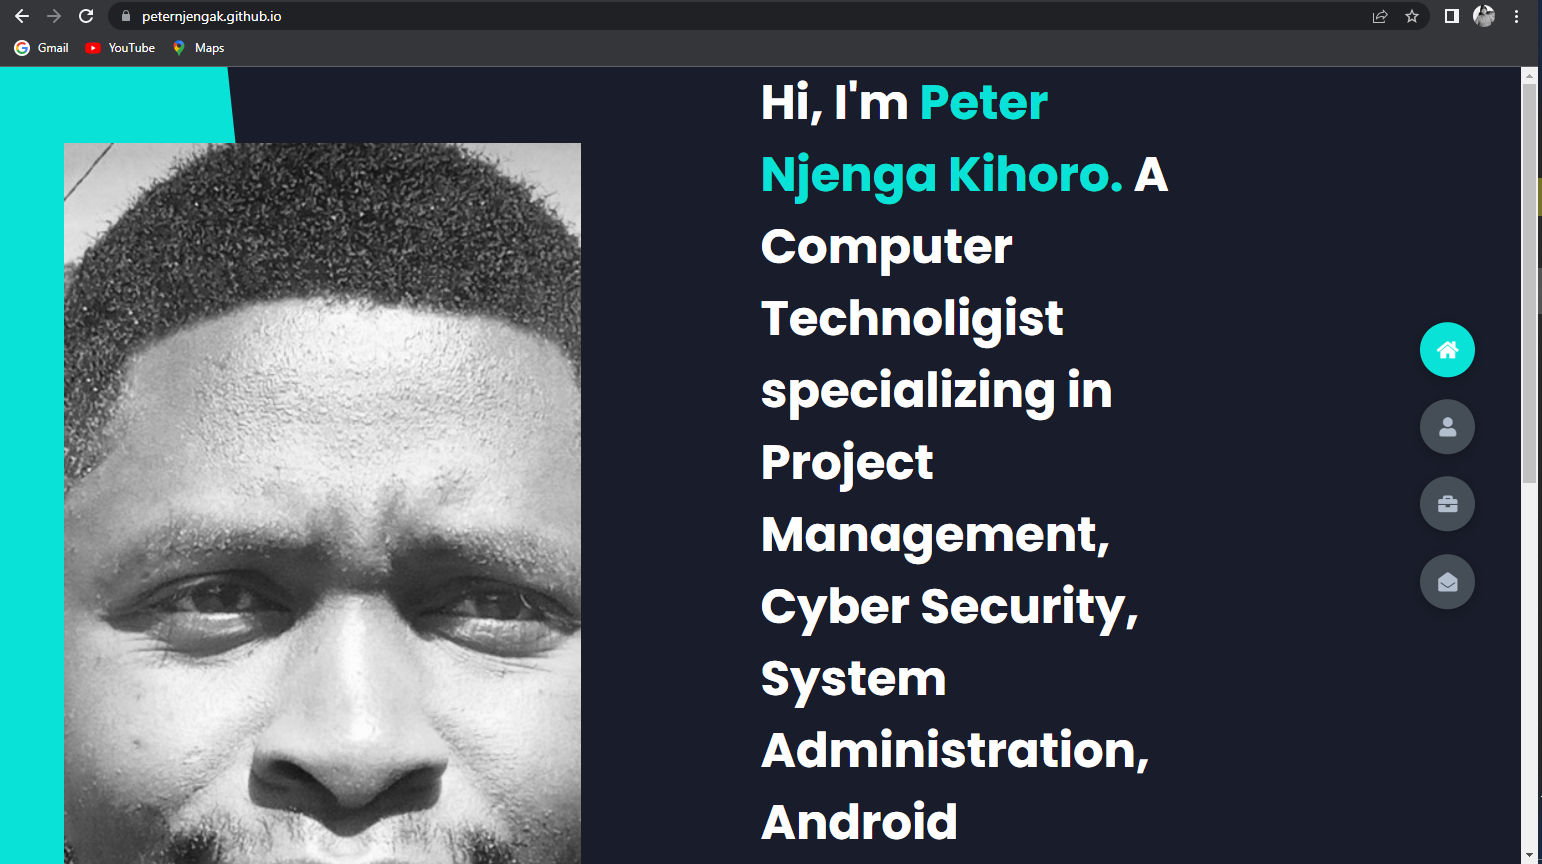 peternjengak.github.io
Gmail YouTube Maps
Hi, I'm Peter
Njenga Kihoro. A
Computer
Technoligist
specializing in
Project
Management,
Cyber Security,
System
Administration,
Android